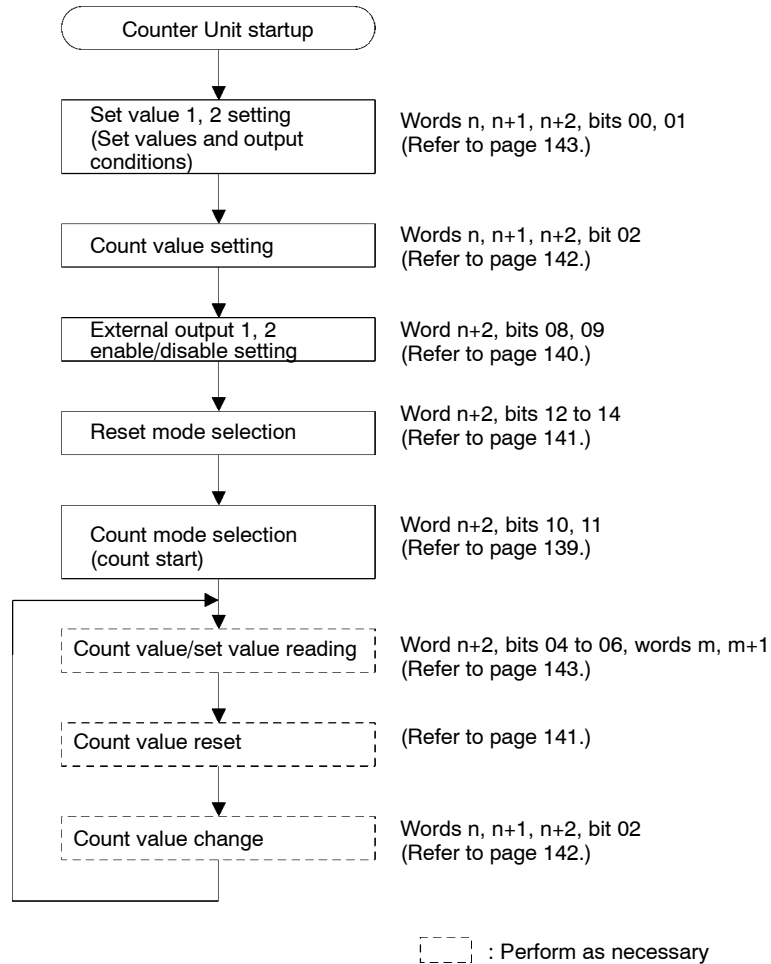 Counter Unit startup
Set value 1, 2 setting
(Set values and output
conditions)
Words n, n+1, n+2, bits 00, 01
(Refer to page 143.)
Count value setting
Words n, n+1, n+2, bit 02
(Refer to page 142.)
External output 1, 2
enable/disable setting
Word n+2, bits 08, 09
(Refer to page 140.)
Reset mode selection
Word n+2, bits 12 to 14
(Refer to page 141.)
Count mode selection
(count start)
Word n+2, bits 10, 11
(Refer to page 139.)
Count value/set value reading
Word n+2, bits 04 to 06, words m, m+1
(Refer to page 143.)
Count value reset
(Refer to page 141.)
Count value change
Words n, n+1, n+2, bit 02
(Refer to page 142.)
: Perform as necessary